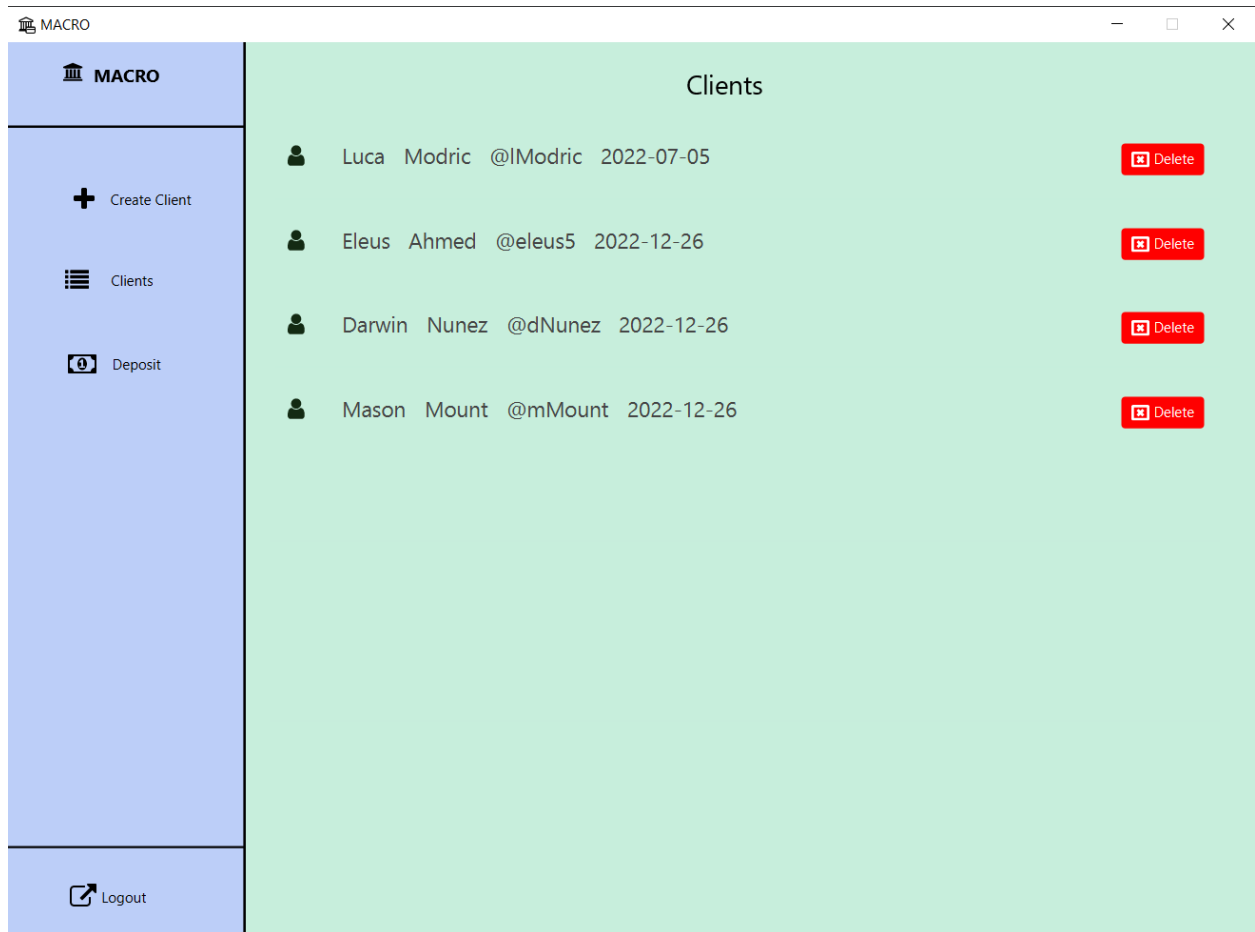 MACRO
MACRO
Create Client
Clients
Deposit
Logout
Clients
Luca Modric @lModric 2022-07-05 Delete
Eleus Ahmed @eleus5 2022-12-26 Delete
Darwin Nunez @dNunez 2022-12-26 Delete
Mason Mount @mMount 2022-12-26 Delete